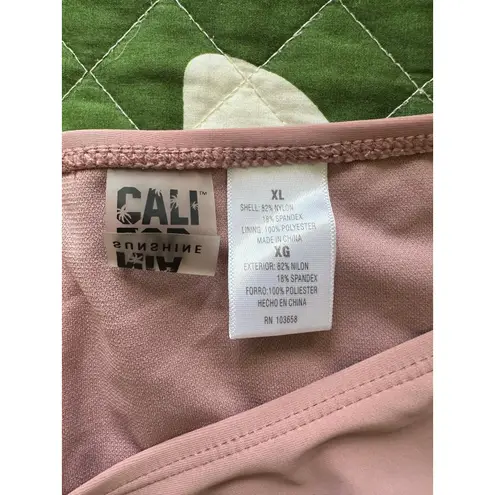 CALI™
SUNSHINE
XL
SHELL: 82% NYLON
18% SPANDEX
LINING: 100% POLYESTER
MADE IN CHINA
XG
EXTERIOR: 82% NILON
18% SPANDEX
FORRO: 100% POLIESTER
HECHO EN CHINA
RN 103658